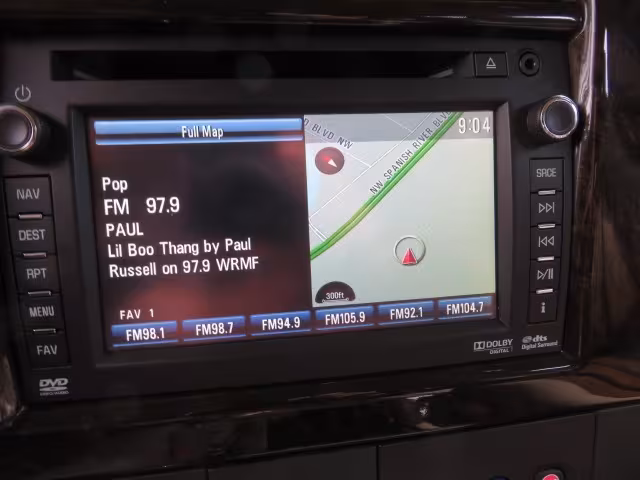 Full Map
BLVD NW
NW SPANISH RIVER BLV
9:04
Pop
FM 97.9
PAUL
Lil Boo Thang by Paul
Russell on 97.9 WRMF
300ft
FAV 1
FM98.1
FM98.7
FM94.9
FM105.9
FM92.1
FM104.7
NAV
DEST
RPT
MENU
FAV
SRCE
i
DVD
DOLBY
DIGITAL
dts
Digital Surround